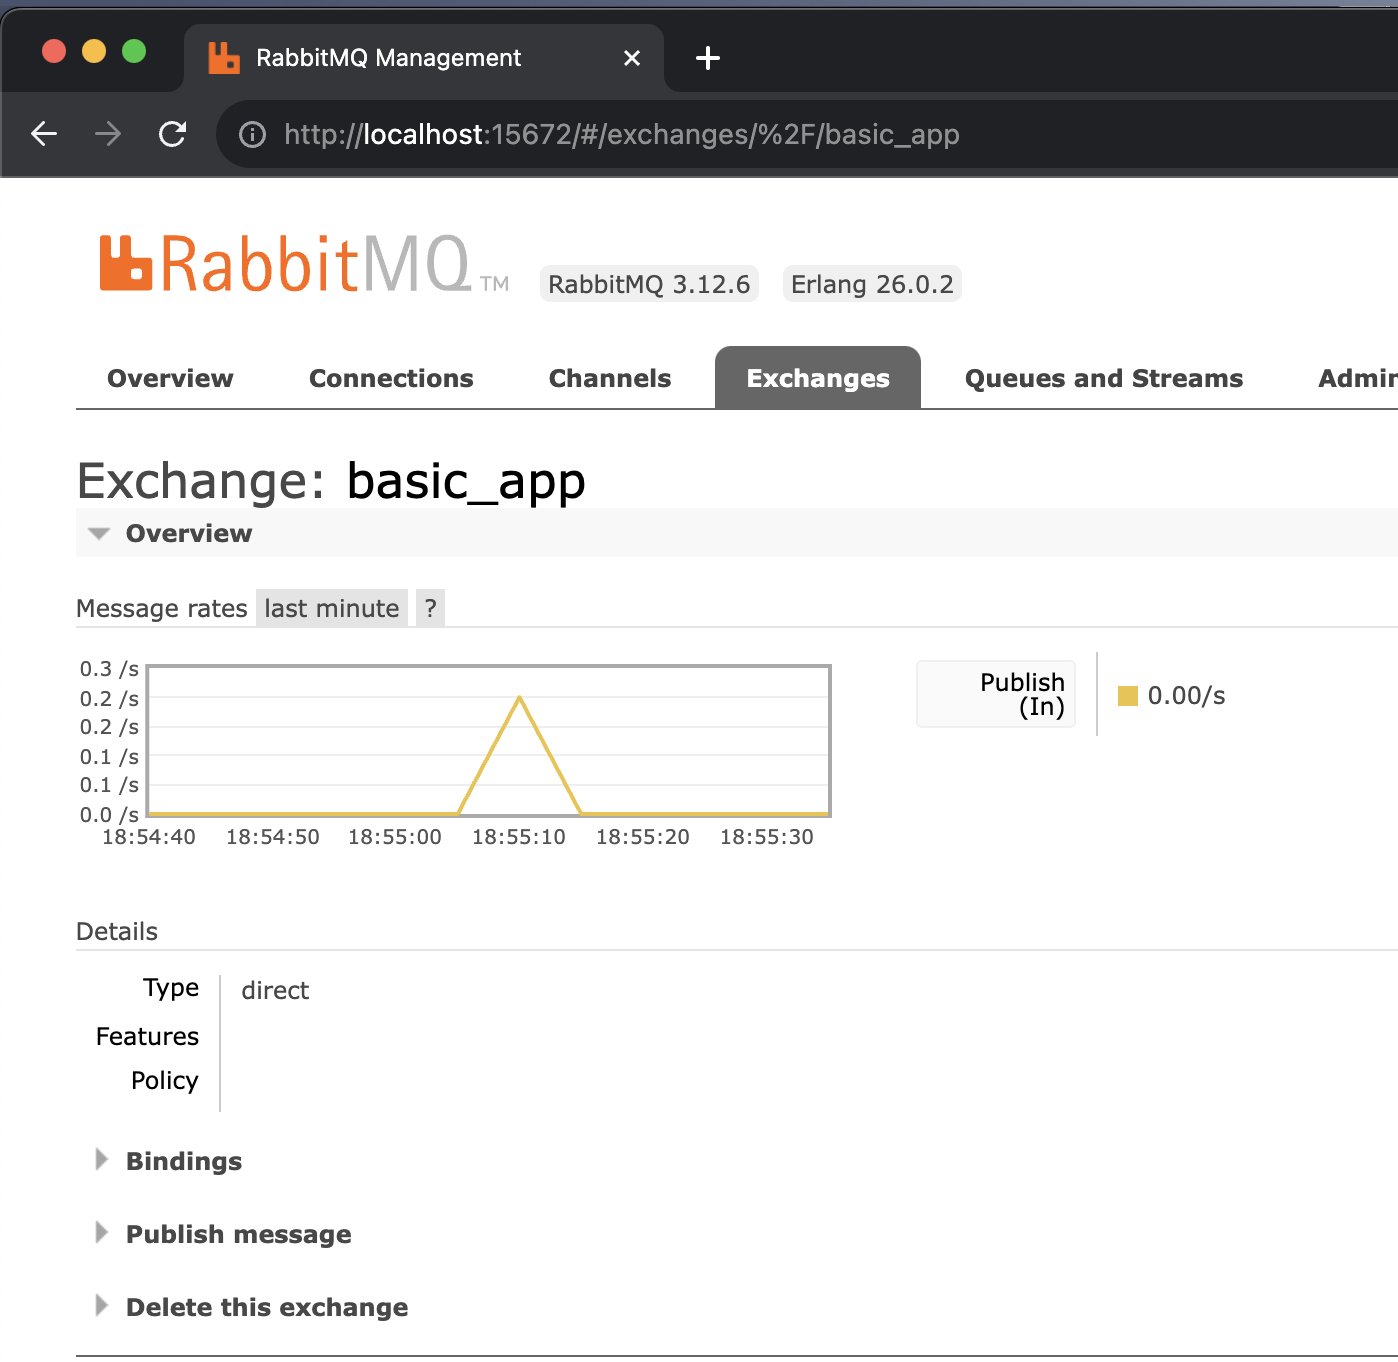 RabbitMQ Management
http://localhost:15672/#/exchanges/%2F/basic_app
RabbitMQ TM RabbitMQ 3.12.6 Erlang 26.0.2
Overview Connections Channels Exchanges Queues and Streams Admin
Exchange: basic_app
Overview
Message rates last minute ?
0.3 /s
0.2 /s
0.2 /s
0.1 /s
0.1 /s
0.0 /s
18:54:40 18:54:50 18:55:00 18:55:10 18:55:20 18:55:30
Publish
(In)
0.00/s
Details
Type direct
Features
Policy
Bindings
Publish message
Delete this exchange